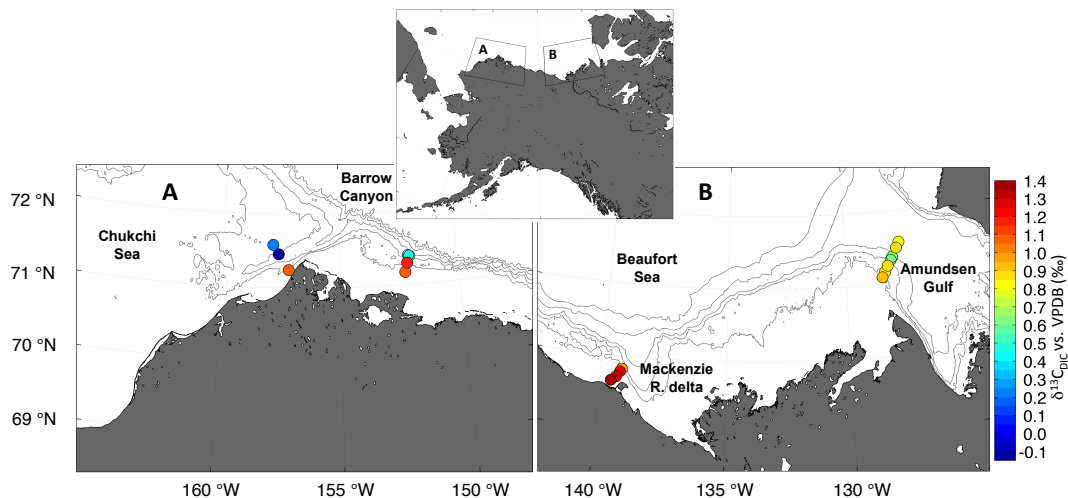 A
B
A
Barrow
Canyon
Chukchi
Sea
72 °N
71 °N
70 °N
69 °N
160 °W
155 °W
150 °W
B
Beaufort
Sea
Amundsen
Gulf
Mackenzie
R. delta
140 °W
135 °W
130 °W
1.4
1.3
1.2
1.1
1.0
0.9
0.8
0.7
0.6
0.5
0.4
0.3
0.2
0.1
0.0
-0.1
δ¹³C_DIC vs. VPDB (‰)